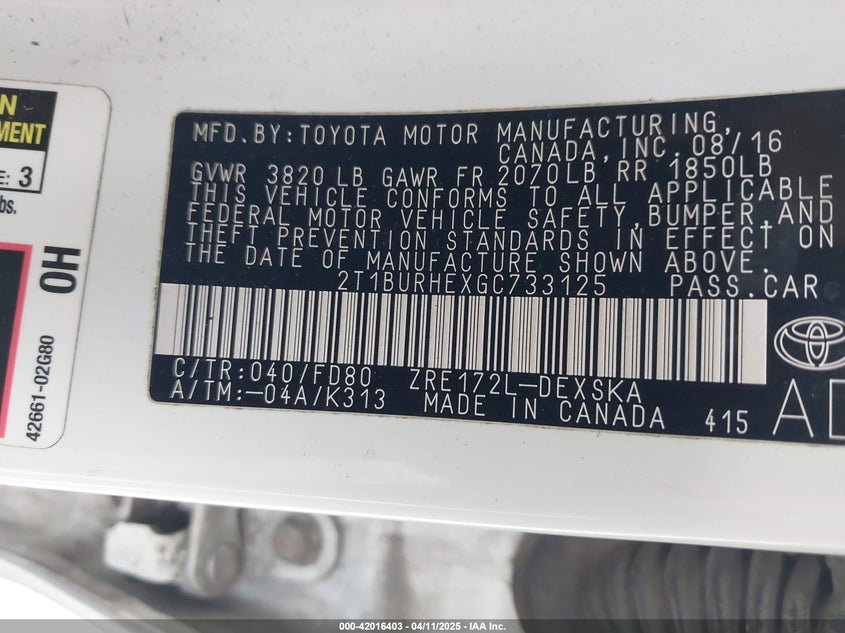 N
MENT
E: 3
bs.
OH
42661-02G80
MFD.BY:TOYOTA MOTOR MANUFACTURING,
CANADA, INC. 08/16
GVWR 3820 LB GAWR FR 2070LB RR 1850LB
THIS VEHICLE CONFORMS TO ALL APPLICABLE
FEDERAL MOTOR VEHICLE SAFETY, BUMPER, AND
THEFT PREVENTION STANDARDS IN EFFECT ON
THE DATE OF MANUFACTURE SHOWN ABOVE.
2T1BURHEXGC733125 PASS.CAR
C/TR:040/FD80 ZRE172L-DEXSKA
A/TM:-04A/K313 MADE IN CANADA 415
000-42016403 - 04/11/2025 - IAA Inc.